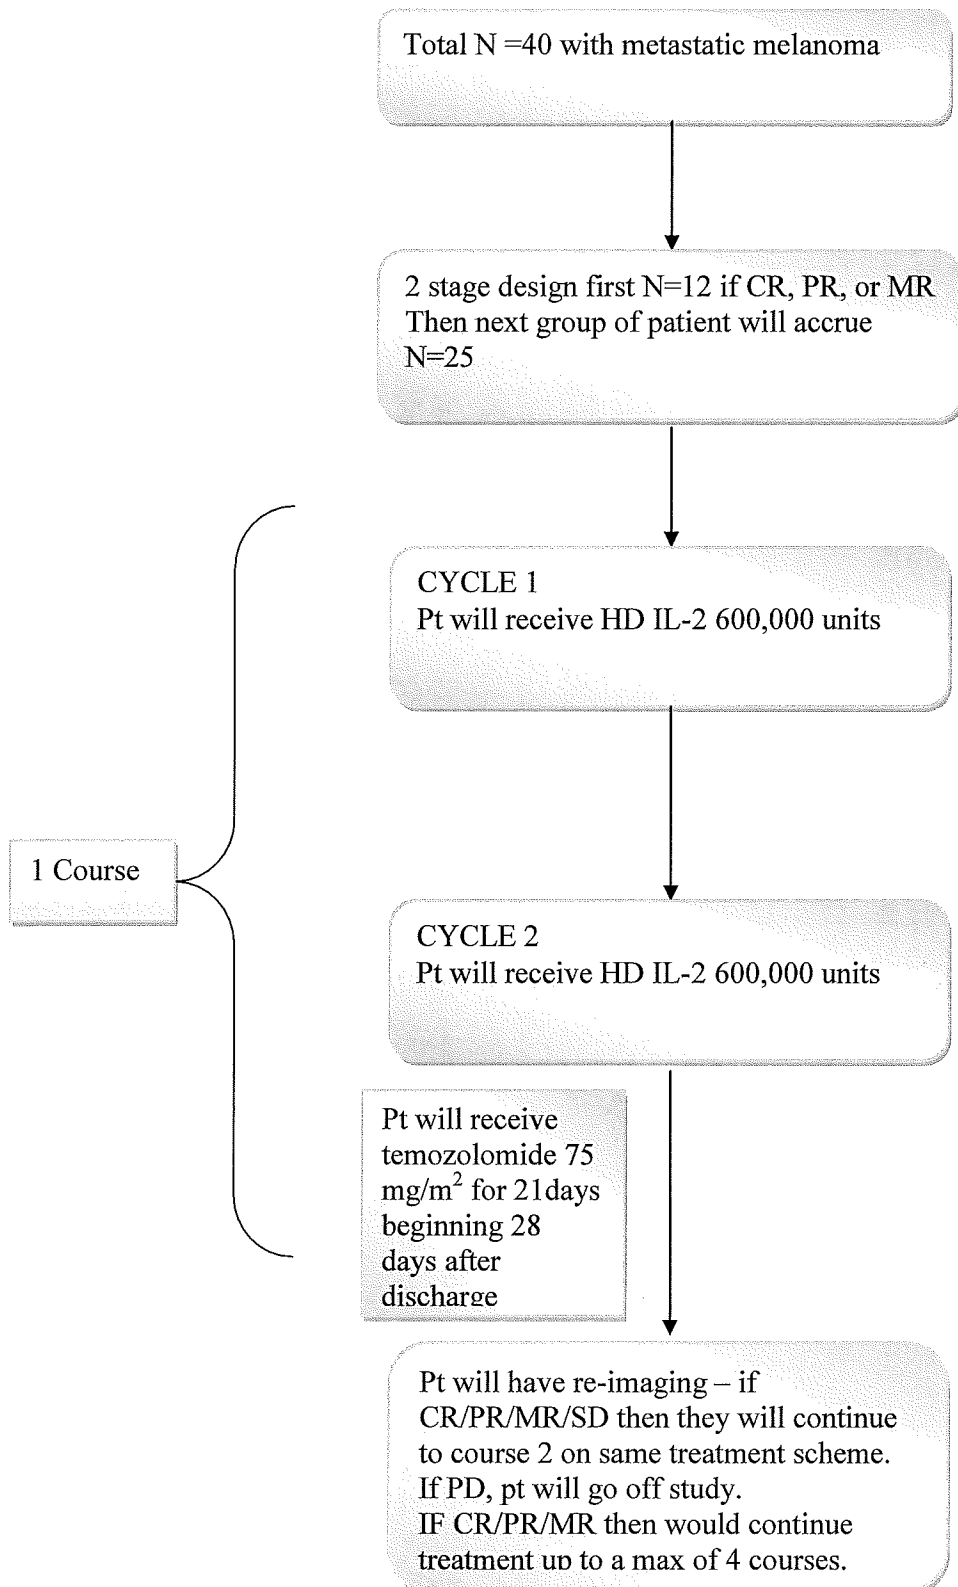 Total N =40 with metastatic melanoma
2 stage design first N=12 if CR, PR, or MR
Then next group of patient will accrue
N=25
CYCLE 1
Pt will receive HD IL-2 600,000 units
1 Course
CYCLE 2
Pt will receive HD IL-2 600,000 units
Pt will receive
temozolomide 75
mg/m² for 21days
beginning 28
days after
discharge
Pt will have re-imaging – if
CR/PR/MR/SD then they will continue
to course 2 on same treatment scheme.
If PD, pt will go off study.
IF CR/PR/MR then would continue
treatment up to a max of 4 courses.